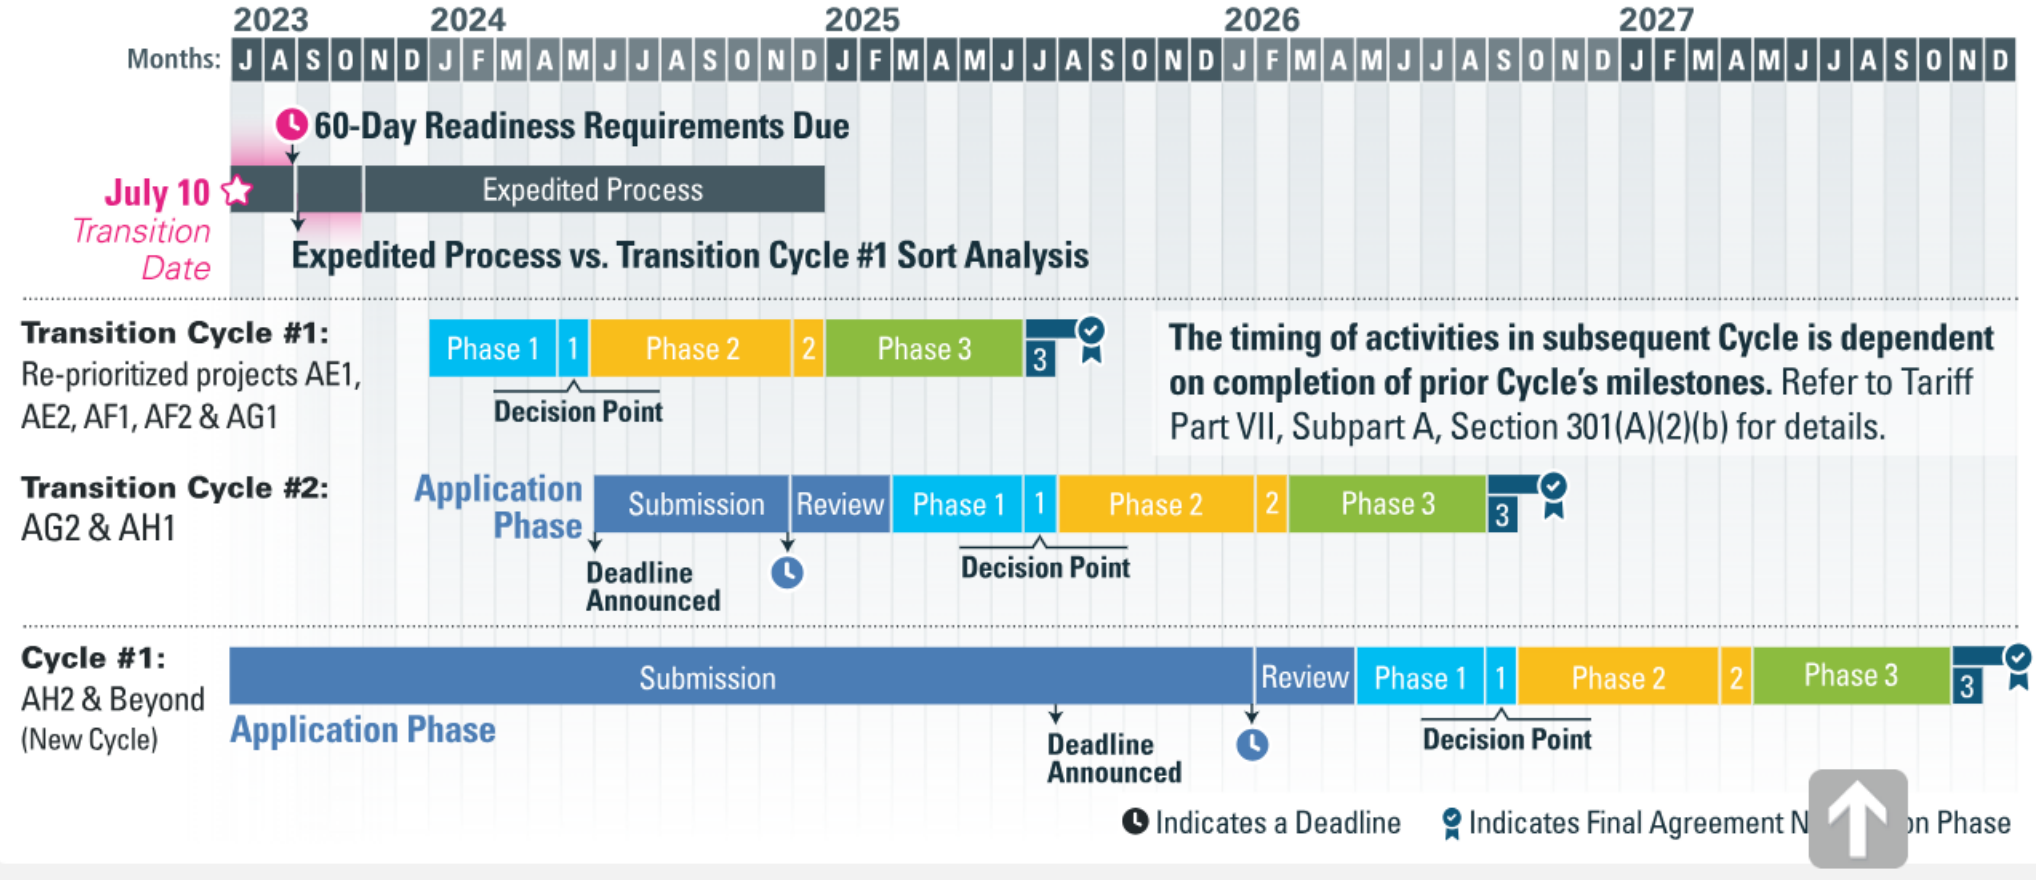 2023 2024 2025 2026 2027
Months: J A S O N D J F M A M J J A S O N D J F M A M J J A S O N D J F M A M J J A S O N D J F M A M J J A S O N D
60-Day Readiness Requirements Due
July 10
Transition
Date
Expedited Process
Expedited Process vs. Transition Cycle #1 Sort Analysis
Transition Cycle #1:
Re-prioritized projects AE1,
AE2, AF1, AF2 & AG1
Phase 1 1 Phase 2 2 Phase 3 3
Decision Point
The timing of activities in subsequent Cycle is dependent
on completion of prior Cycle's milestones. Refer to Tariff
Part VII, Subpart A, Section 301(A)(2)(b) for details.
Transition Cycle #2:
AG2 & AH1
Application
Phase
Submission Review Phase 1 1 Phase 2 2 Phase 3 3
Deadline
Announced
Decision Point
Cycle #1:
AH2 & Beyond
(New Cycle)
Submission Review Phase 1 1 Phase 2 2 Phase 3 3
Application Phase
Deadline
Announced
Decision Point
Indicates a Deadline
Indicates Final Agreement N on Phase